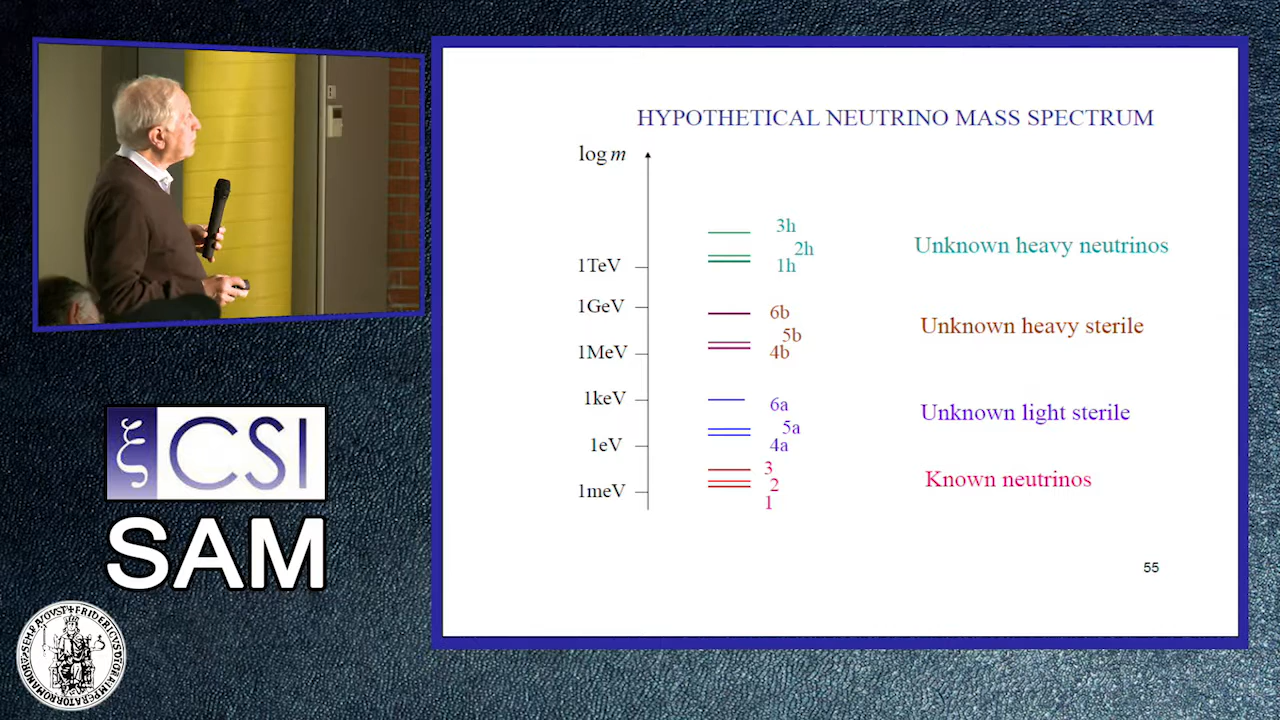 HYPOTHETICAL NEUTRINO MASS SPECTRUM
log m
3h
2h
Unknown heavy neutrinos
1TeV
1h
1GeV
6b
Unknown heavy sterile
5b
1MeV
4b
1keV
6a
Unknown light sterile
5a
1eV
4a
3
Known neutrinos
2
1meV
1
55
ξCSI
SAM